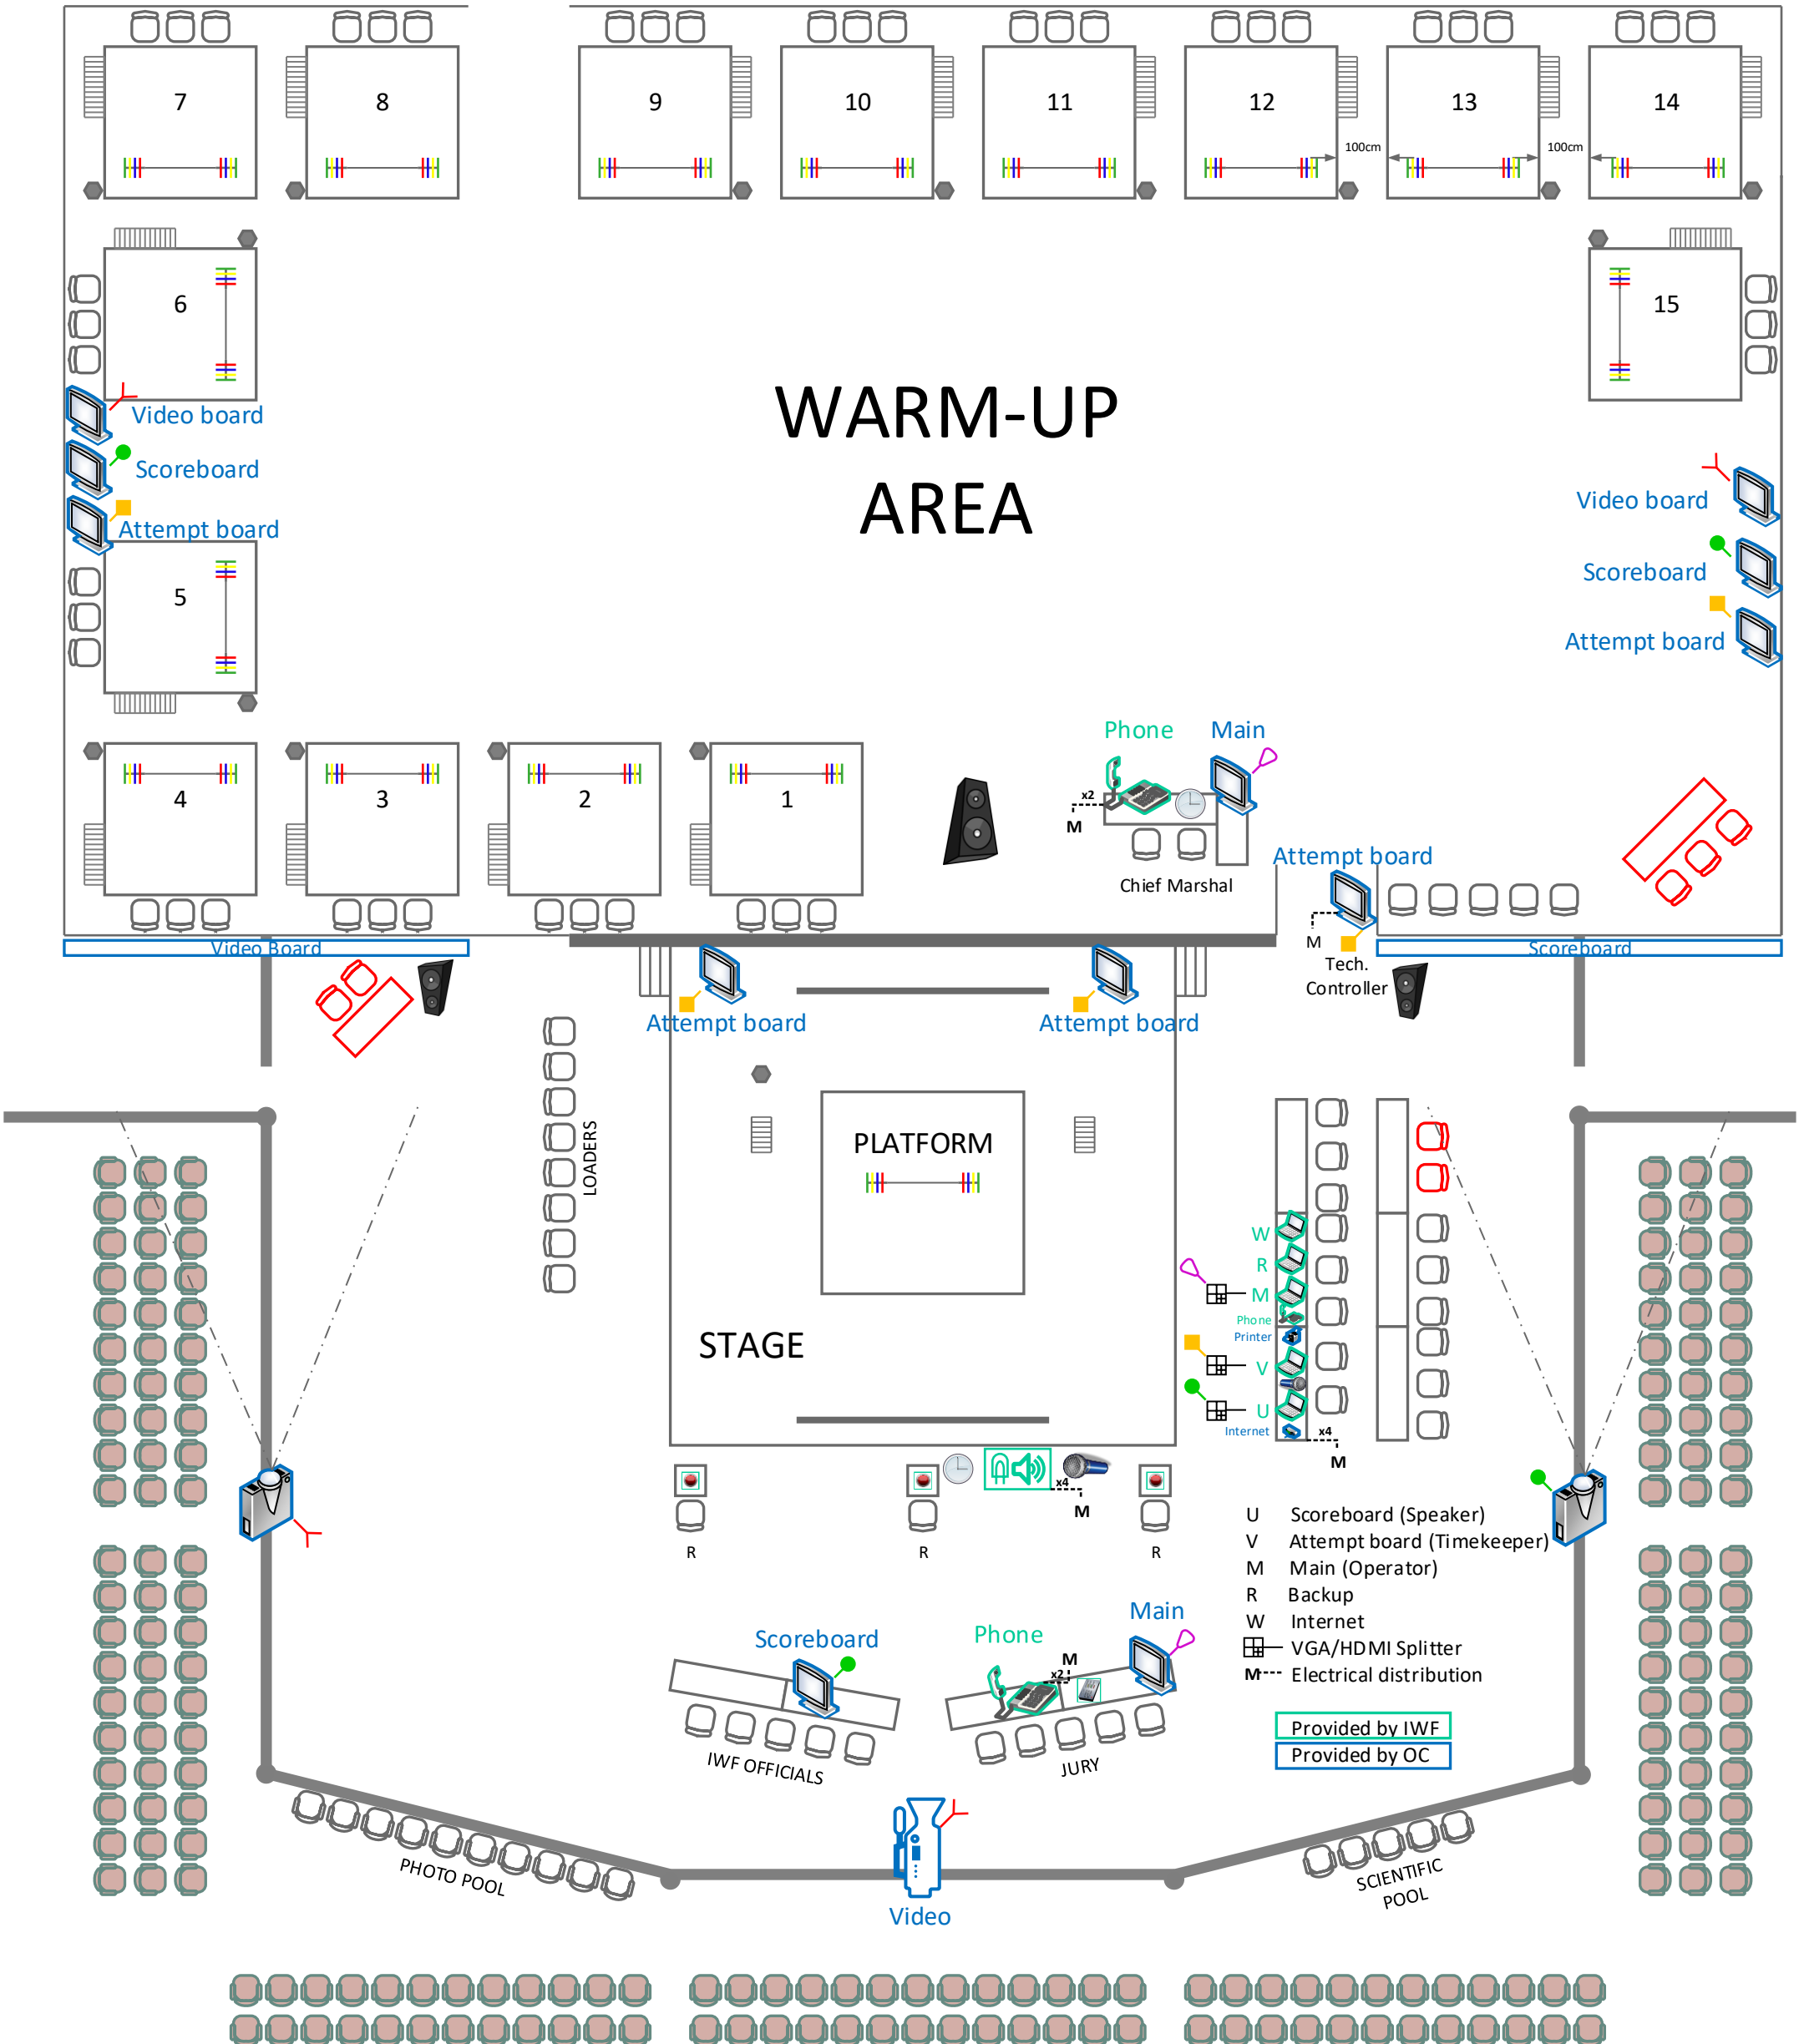 7
8
9
10
11
12
13
14
100cm
100cm
6
15
WARM-UP
AREA
Video board
Scoreboard
Attempt board
Video board
Scoreboard
Attempt board
5
Phone
Main
4
3
2
1
x2
M
Chief Marshal
Attempt board
M
Tech.
Controller
Video Board
Scoreboard
Attempt board
Attempt board
LOADERS
PLATFORM
STAGE
W
R
M
Phone
Printer
V
U
Internet
x4
M
x4
M
R
R
R
U Scoreboard (Speaker)
V Attempt board (Timekeeper)
M Main (Operator)
R Backup
W Internet
VGA/HDMI Splitter
M Electrical distribution
Provided by IWF
Provided by OC
Scoreboard
Phone
Main
M
x2
IWF OFFICIALS
JURY
PHOTO POOL
SCIENTIFIC
POOL
Video